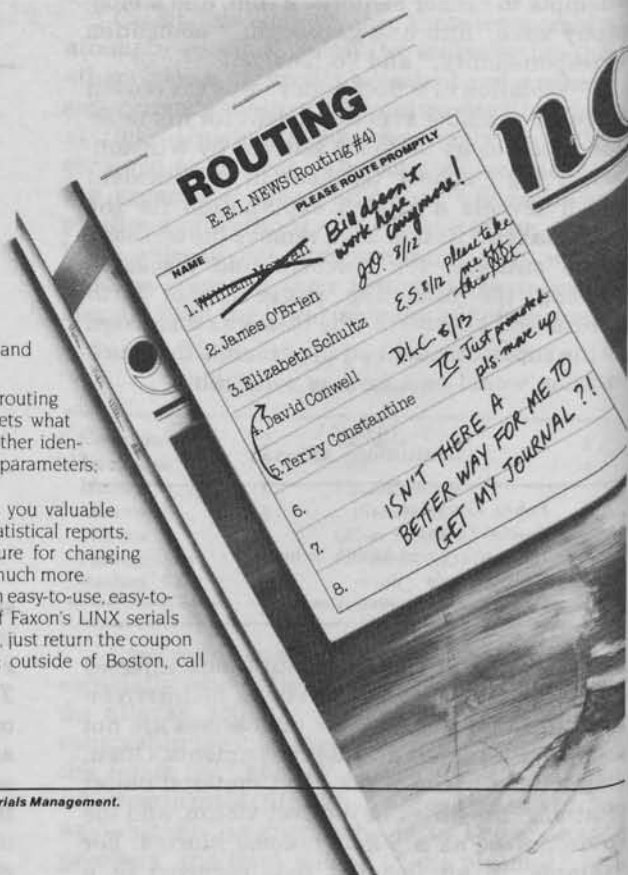 ROUTING
E.E.I. NEWS (Routing #4)
PLEASE ROUTE PROMPTLY
NAME
1. William
Bill doesn't
work here
anymore!
2. James O'Brien
JO. 8/12
3. Elizabeth Schultz
E.S. 8/12 please take
me off
this list
4. David Conwell
D.L.C. 8/13
5. Terry Constantine
TC Just promoted
pls. move up
6.
7.
8.
ISN'T THERE A
BETTER WAY FOR ME TO
GET MY JOURNAL?!
and
routing
ets what
ther iden-
parameters;
you valuable
atistical reports,
ure for changing
nuch more.
n easy-to-use, easy-to-
f Faxon's LINX serials
, just return the coupon
outside of Boston, call
rials Management.